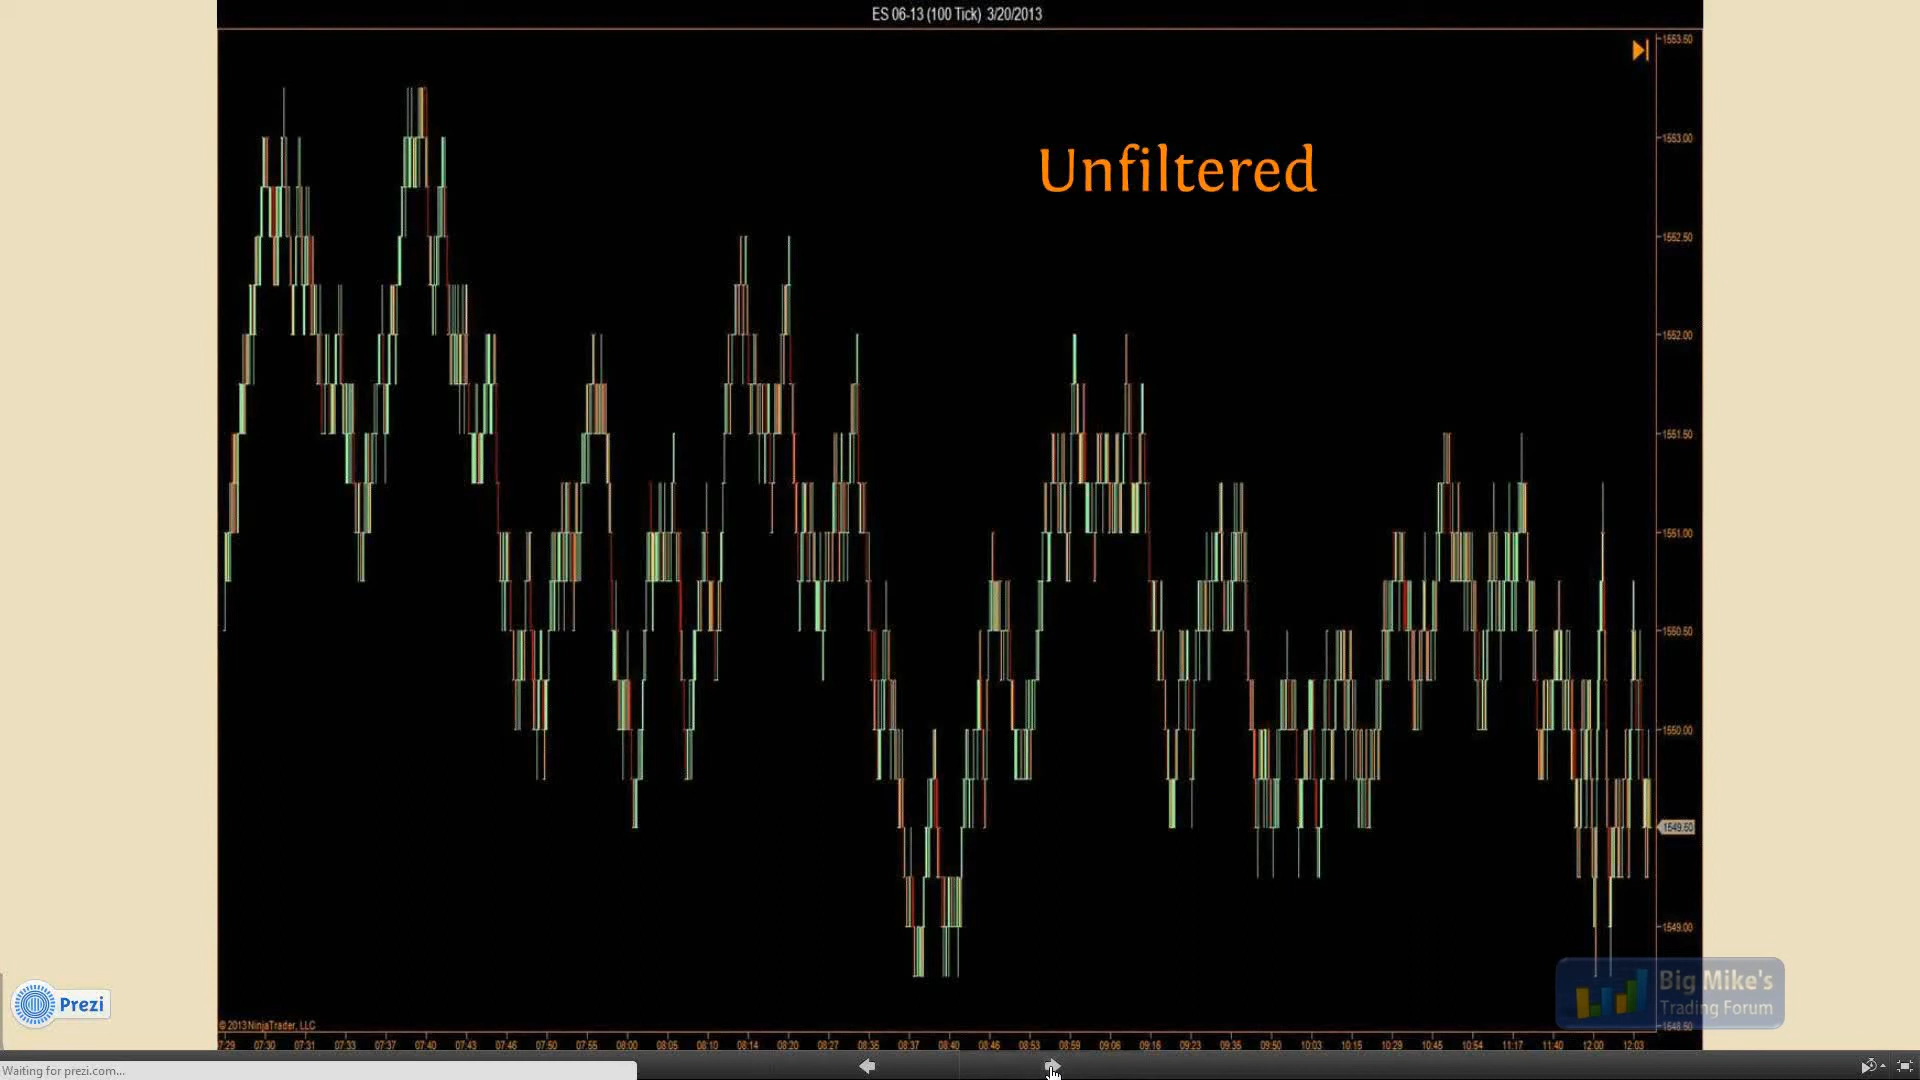 ES 06-13 (100 Tick) 3/20/2013
1553.50
Unfiltered
1553.00
1552.50
1552.00
1551.50
1551.00
1550.50
1550.00
1549.50
1549.00
Big Mike's
Trading Forum
1548.50
Prezi
© 2013 NinjaTrader, LLC
07:30 07:31 07:33 07:37 07:40 07:43 07:46 07:50 07:55 08:00 08:05 08:10 08:14 08:20 08:27 08:35 08:37 08:40 08:46 08:53 08:59 09:06 09:16 09:23 09:35 09:50 10:03 10:15 10:30 10:45 10:54 11:17 11:40 12:00 12:03
Waiting for prezi.com...